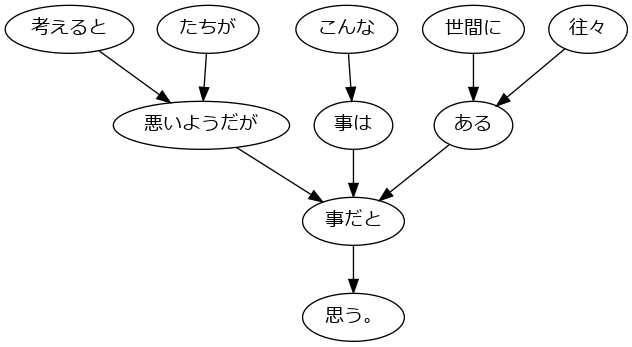 考えると たちが こんな 世間に 往々
悪いようだが 事は ある
事だと
思う。